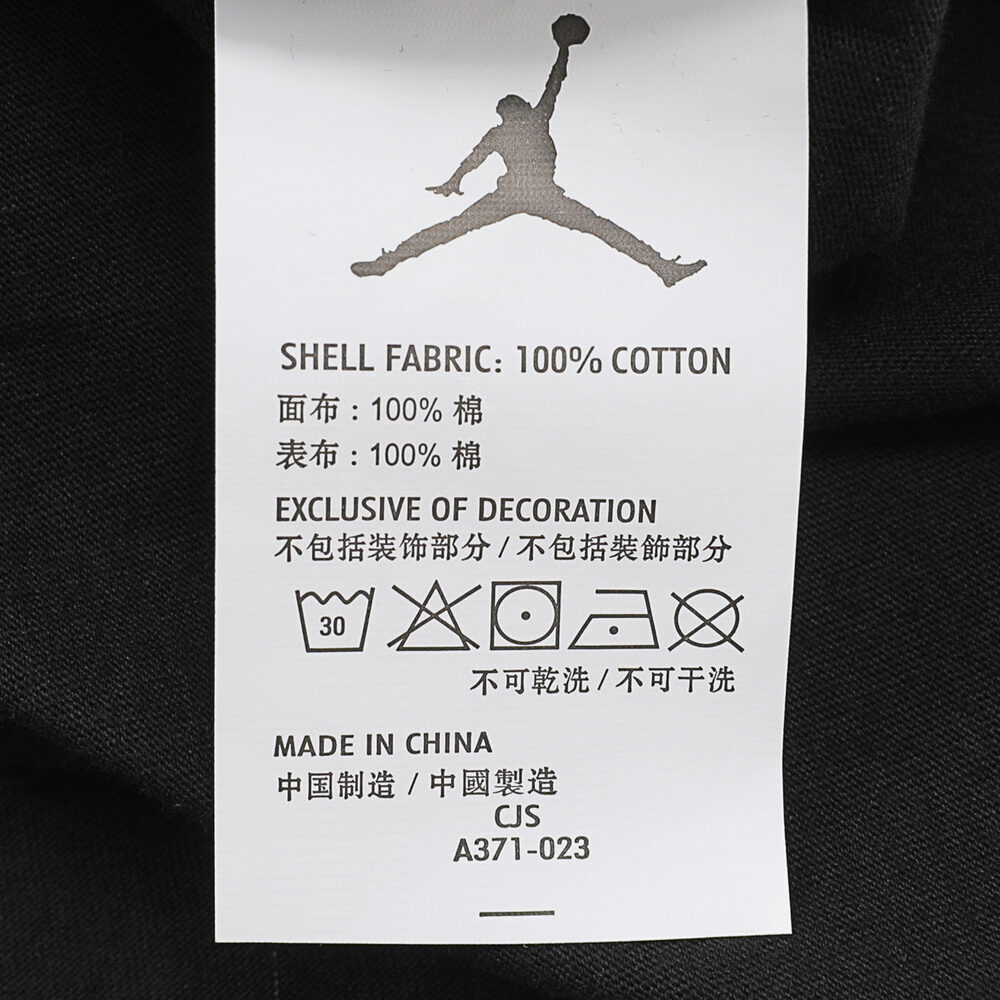 SHELL FABRIC: 100% COTTON
面布：100% 棉
表布：100% 棉
EXCLUSIVE OF DECORATION
不包括装饰部分 / 不包括裝飾部分
30
不可乾洗 / 不可干洗
MADE IN CHINA
中国制造 / 中國製造
CJS
A371-023